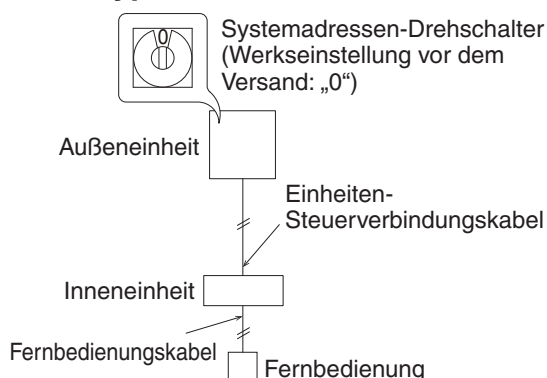 0
Systemadressen-Drehschalter
(Werkseinstellung vor dem
Versand: „0“)
Außeneinheit
Einheiten-
Steuerverbindungskabel
Inneneinheit
Fernbedienungskabel
Fernbedienung